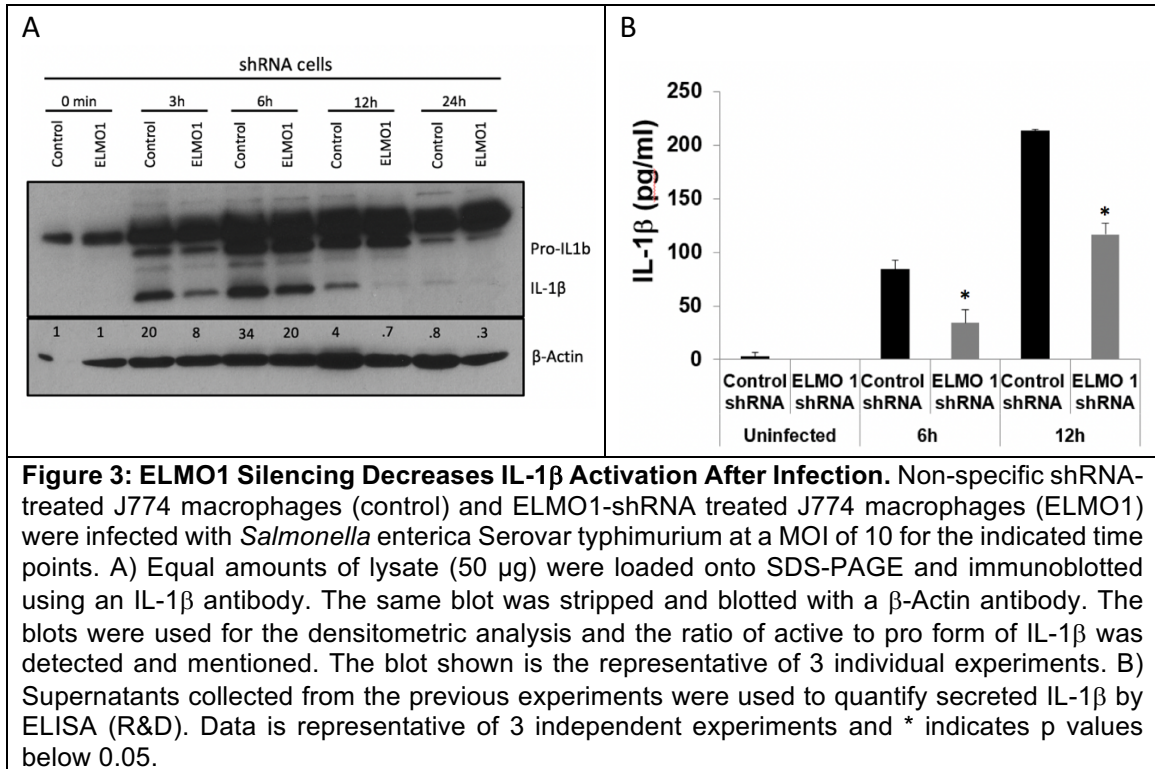 A
shRNA cells
0 min 3h 6h 12h 24h
Control ELMO1 Control ELMO1 Control ELMO1 Control ELMO1 Control ELMO1
Pro-IL1b
IL-1β
1 1 20 8 34 20 4 .7 .8 .3
β-Actin
B
IL-1β (pg/ml)
250
200
150
100
50
0
* *
Control shRNA ELMO 1 shRNA Control shRNA ELMO 1 shRNA Control shRNA ELMO 1 shRNA
Uninfected 6h 12h
Figure 3: ELMO1 Silencing Decreases IL-1β Activation After Infection. Non-specific shRNA-
treated J774 macrophages (control) and ELMO1-shRNA treated J774 macrophages (ELMO1)
were infected with Salmonella enterica Serovar typhimurium at a MOI of 10 for the indicated time
points. A) Equal amounts of lysate (50 µg) were loaded onto SDS-PAGE and immunoblotted
using an IL-1β antibody. The same blot was stripped and blotted with a β-Actin antibody. The
blots were used for the densitometric analysis and the ratio of active to pro form of IL-1β was
detected and mentioned. The blot shown is the representative of 3 individual experiments. B)
Supernatants collected from the previous experiments were used to quantify secreted IL-1β by
ELISA (R&D). Data is representative of 3 independent experiments and * indicates p values
below 0.05.